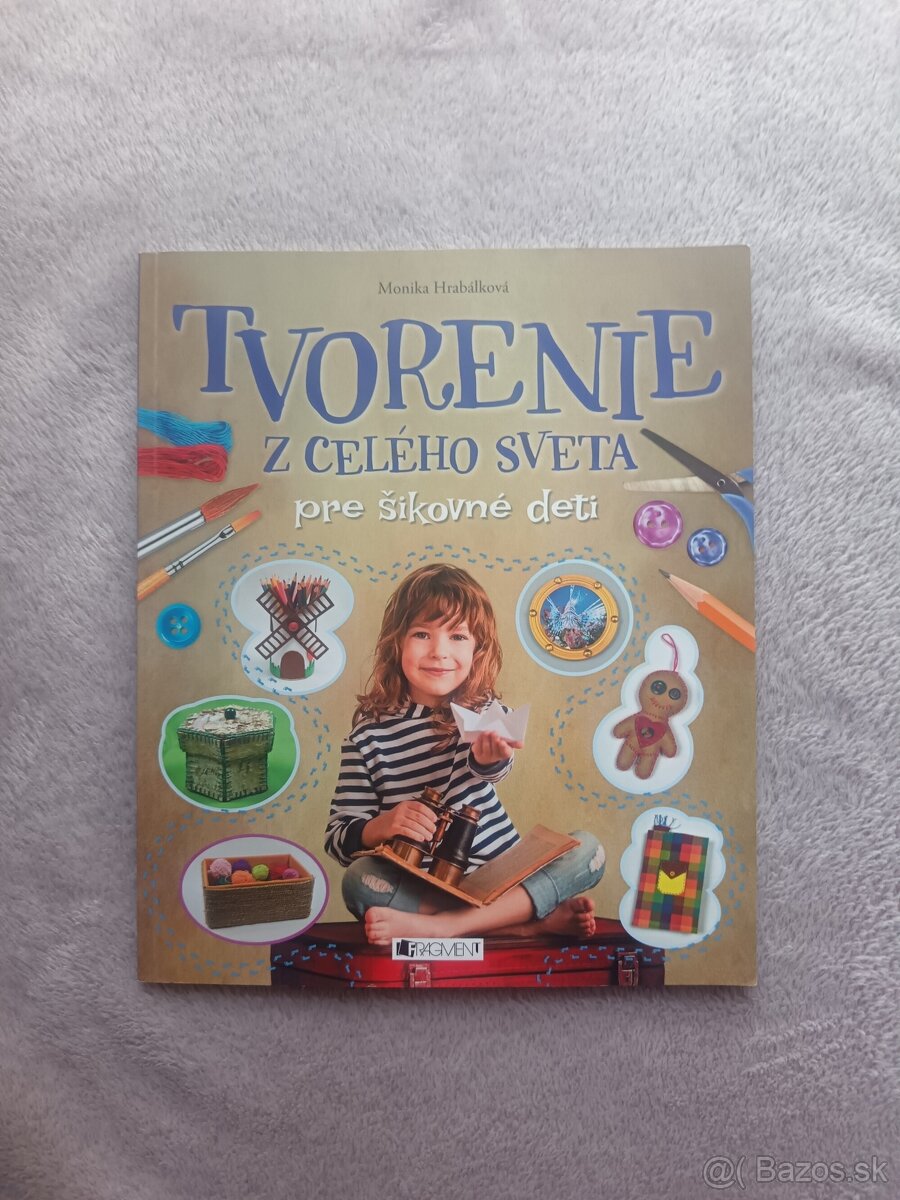 Monika Hrabálková
TVORENIE
Z CELÉHO SVETA
pre šikovné deti
FRAGMENT
@( Bazos.sk